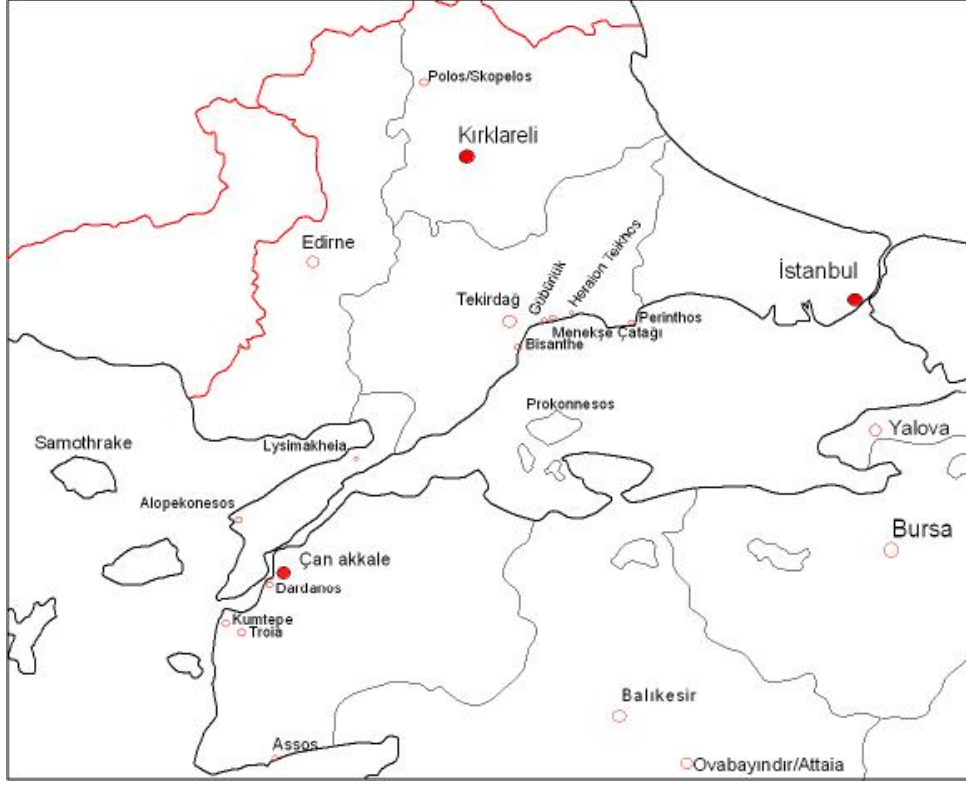 Polos/Skopelos
Kırklareli
Edirne
İstanbul
Tekirdağ
Gübürlük
Heraion Teikhos
Perinthos
Menekşe Çatağı
Bisanthe
Prokonnesos
Yalova
Samothrake
Lysimakheia
Alopekonesos
Bursa
Çan akkale
Dardanos
Kumtepe
Troia
Balıkesir
Assos
Ovabayındır/Attaia